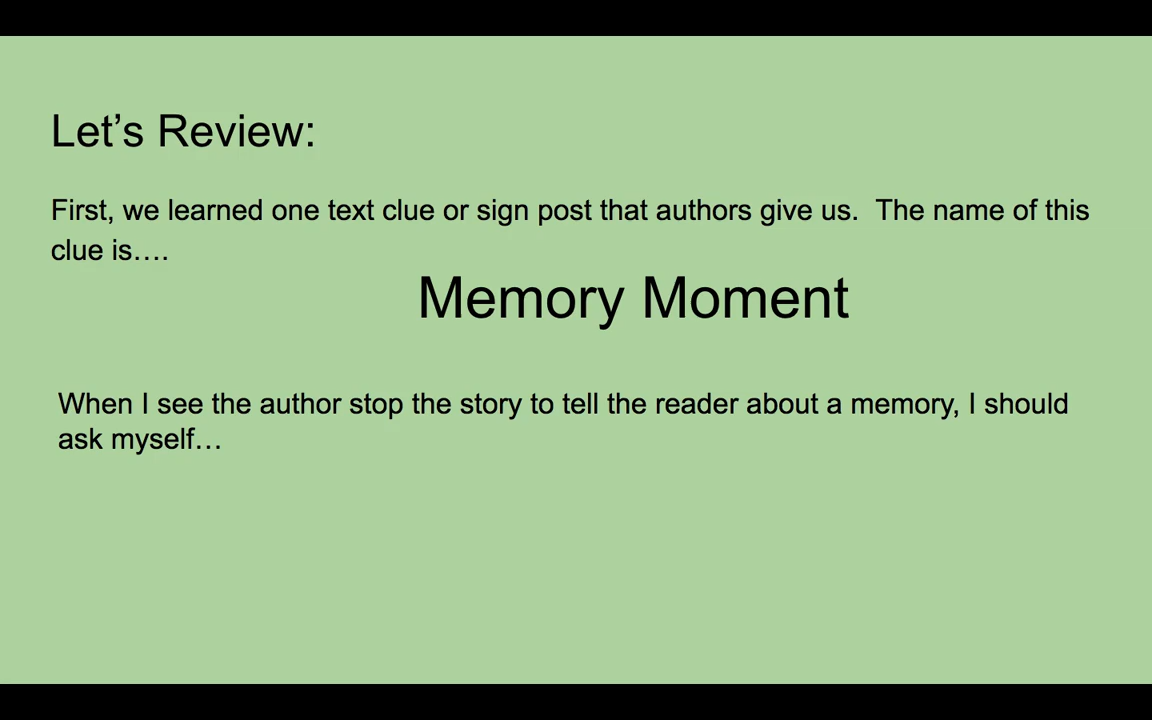 Let’s Review:
First, we learned one text clue or sign post that authors give us.  The name of this
clue is….
Memory Moment
When I see the author stop the story to tell the reader about a memory, I should
ask myself…